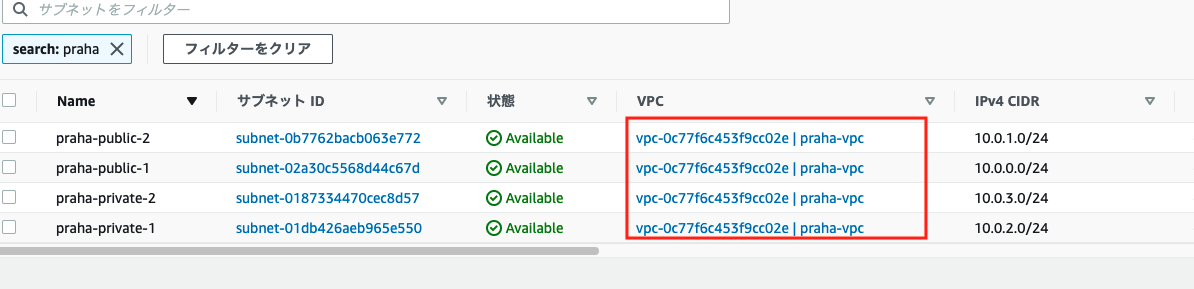 サブネットをフィルター
search: praha フィルターをクリア
Name サブネット ID 状態 VPC IPv4 CIDR
praha-public-2 subnet-0b7762bacb063e772 Available vpc-0c77f6c453f9cc02e | praha-vpc 10.0.1.0/24
praha-public-1 subnet-02a30c5568d44c67d Available vpc-0c77f6c453f9cc02e | praha-vpc 10.0.0.0/24
praha-private-2 subnet-0187334470cec8d57 Available vpc-0c77f6c453f9cc02e | praha-vpc 10.0.3.0/24
praha-private-1 subnet-01db426aeb965e550 Available vpc-0c77f6c453f9cc02e | praha-vpc 10.0.2.0/24